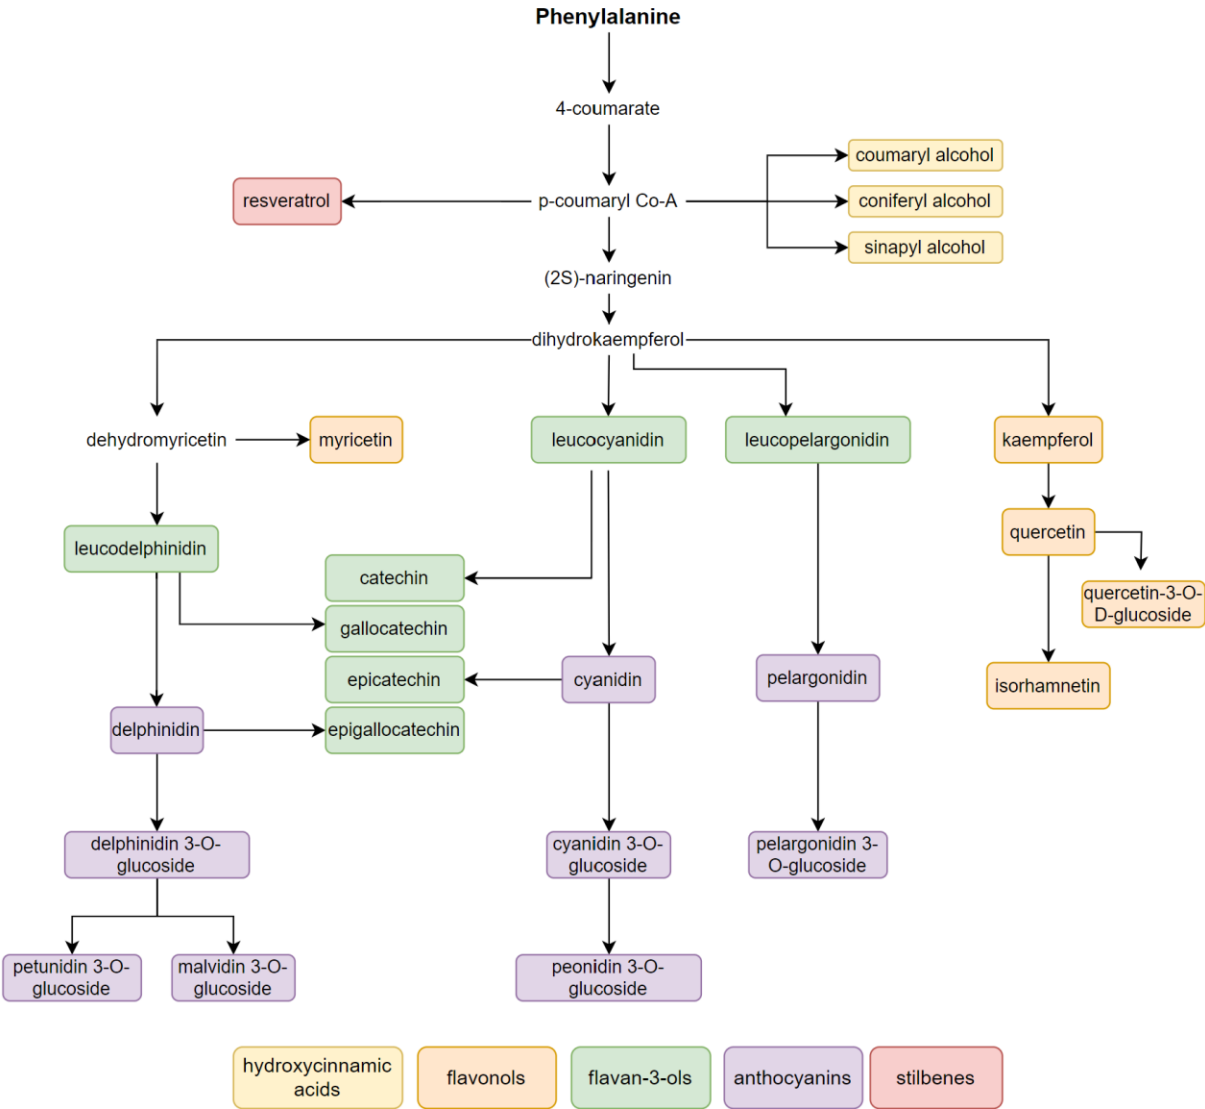 Phenylalanine
4-coumarate
coumaryl alcohol
resveratrol
p-coumaryl Co-A
coniferyl alcohol
sinapyl alcohol
(2S)-naringenin
dihydrokaempferol
dehydromyricetin
myricetin
leucocyanidin
leucopelargonidin
kaempferol
quercetin
leucodelphinidin
catechin
quercetin-3-O-
D-glucoside
gallocatechin
epicatechin
cyanidin
pelargonidin
isorhamnetin
delphinidin
epigallocatechin
delphinidin 3-O-
glucoside
cyanidin 3-O-
glucoside
pelargonidin 3-
O-glucoside
petunidin 3-O-
glucoside
malvidin 3-O-
glucoside
peonidin 3-O-
glucoside
hydroxycinnamic
acids
flavonols
flavan-3-ols
anthocyanins
stilbenes